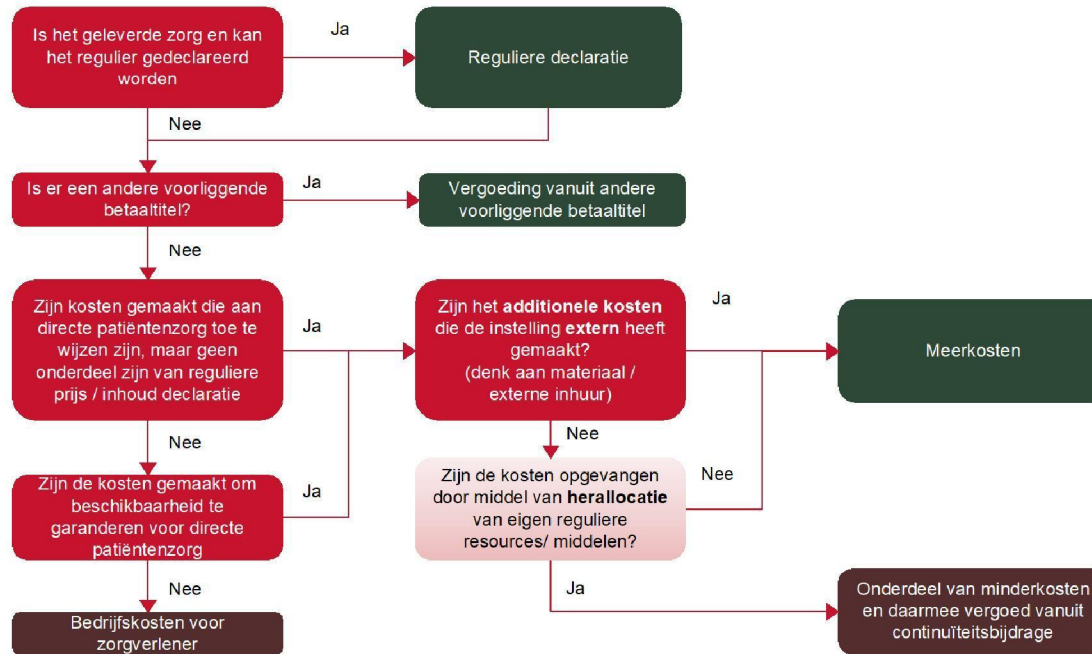 Is het geleverde zorg en kan
het regulier gedeclareerd
worden
Ja
Reguliere declaratie
Nee
Is er een andere voorliggende
betaaltitel?
Ja
Vergoeding vanuit andere
voorliggende betaaltitel
Nee
Zijn kosten gemaakt die aan
directe patiëntenzorg toe te
wijzen zijn, maar geen
onderdeel zijn van reguliere
prijs / inhoud declaratie
Ja
Zijn het additionele kosten
die de instelling extern heeft
gemaakt?
(denk aan materiaal /
externe inhuur)
Ja
Meerkosten
Nee
Nee
Zijn de kosten gemaakt om
beschikbaarheid te
garanderen voor directe
patiëntenzorg
Ja
Zijn de kosten opgevangen
door middel van herallocatie
van eigen reguliere
resources/ middelen?
Nee
Nee
Ja
Bedrijfskosten voor
zorgverlener
Onderdeel van minderkosten
en daarmee vergoed vanuit
continuïteitsbijdrage